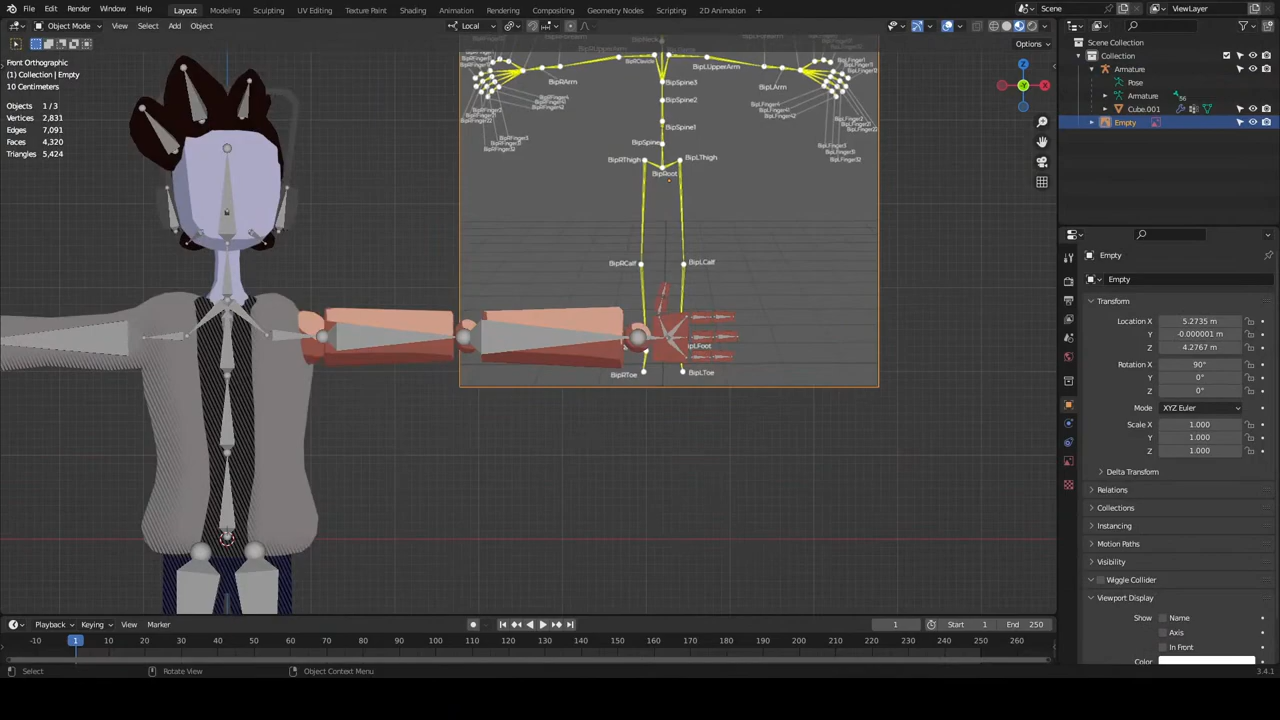 File Edit Render Window Help Layout Modeling Sculpting UV Editing Texture Paint Shading Animation Rendering Compositing Geometry Nodes Scripting Scene ViewLayer
Object Mode View Select Add Object Local
Options
Front Orthographic
(1) Collection | Empty
10 Centimeters
Objects 1/3
Vertices 2,831
Edges 7,091
Faces 4,320
Triangles 5,424
BipLUpperArm
BipRArm
BipLArm
BipSpine3
BipSpine2
BipSpine1
BipSpine
BipRThigh
BipLThigh
BipRoot
BipRCalf
BipLCalf
BipRToe
BipLToe
Z
Y
Scene Collection
Collection
Armature
Pose
Armature 56
Cube.001
Empty
Empty
Empty
Transform
Location X 5.2735 m
Y -0.000001 m
Z 4.2767 m
Rotation X 90°
Y 0°
Z 0°
Mode XYZ Euler
Scale X 1.000
Y 1.000
Z 1.000
Delta Transform
Relations
Collections
Instancing
Motion Paths
Visibility
Wiggle Collider
Viewport Display
Show Name
Axis
In Front
Color
Playback Keying View Marker 1 Start 1 End 250
-10 1 10 20 30 40 50 60 70 80 90 100 110 120 130 140 150 160 170 180 190 200 210 220 230 240 250 260
Select Rotate View Object Context Menu 3.4.1